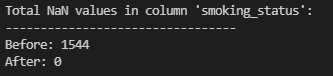 Total NaN values in column 'smoking_status':
---------------------------------
Before: 1544
After: 0